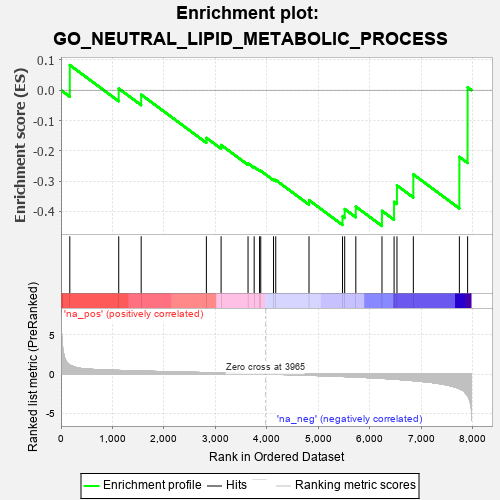 Enrichment plot:
GO_NEUTRAL_LIPID_METABOLIC_PROCESS
Enrichment score (ES)
0.1
0.0
-0.1
-0.2
-0.3
-0.4
'na_pos' (positively correlated)
Ranked list metric (PreRanked)
5
0
-5
Zero cross at 3965
'na_neg' (negatively correlated)
0 1,000 2,000 3,000 4,000 5,000 6,000 7,000 8,000
Rank in Ordered Dataset
Enrichment profile Hits Ranking metric scores